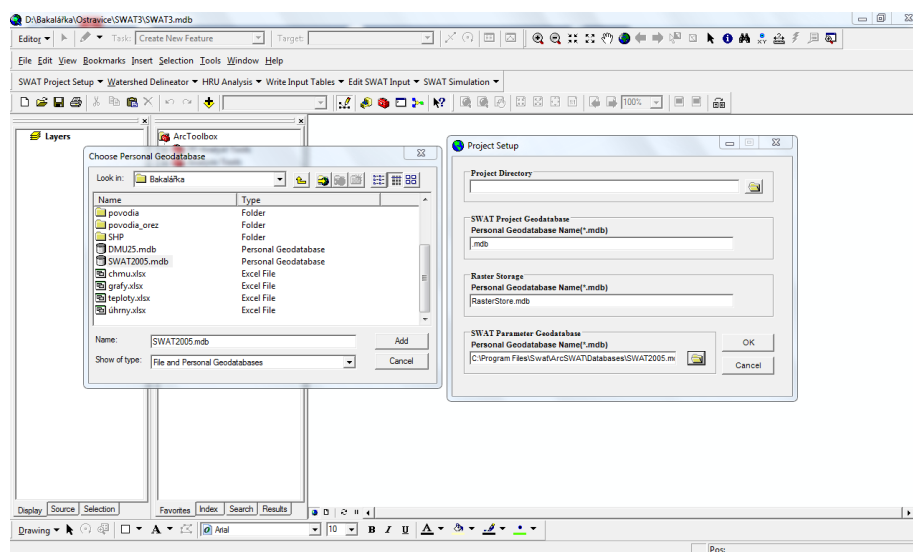 D:\Bakalářka\Ostravice\SWAT3\SWAT3.mdb
Editor Task: Create New Feature Target:
File Edit View Bookmarks Insert Selection Tools Window Help
SWAT Project Setup Watershed Delineator HRU Analysis Write Input Tables Edit SWAT Input SWAT Simulation
100%
Layers
ArcToolbox
Choose Personal Geodatabase
Look in: Bakalářka
Name Type
povodia Folder
povodia_orez Folder
SHP Folder
DMU25.mdb Personal Geodatabase
SWAT2005.mdb Personal Geodatabase
chmu.xlsx Excel File
grafy.xlsx Excel File
teploty.xlsx Excel File
úhrny.xlsx Excel File
Name: SWAT2005.mdb Add
Show of type: File and Personal Geodatabases Cancel
Project Setup
Project Directory
SWAT Project Geodatabase
Personal Geodatabase Name(*.mdb)
.mdb
Raster Storage
Personal Geodatabase Name(*.mdb)
RasterStore.mdb
SWAT Parameter Geodatabase
Personal Geodatabase Name(*.mdb)
C:\Program Files\Swat\ArcSWAT\Databases\SWAT2005.m
OK
Cancel
Display Source Selection
Favorites Index Search Results
Drawing A Arial 10 B I U A
Pos: